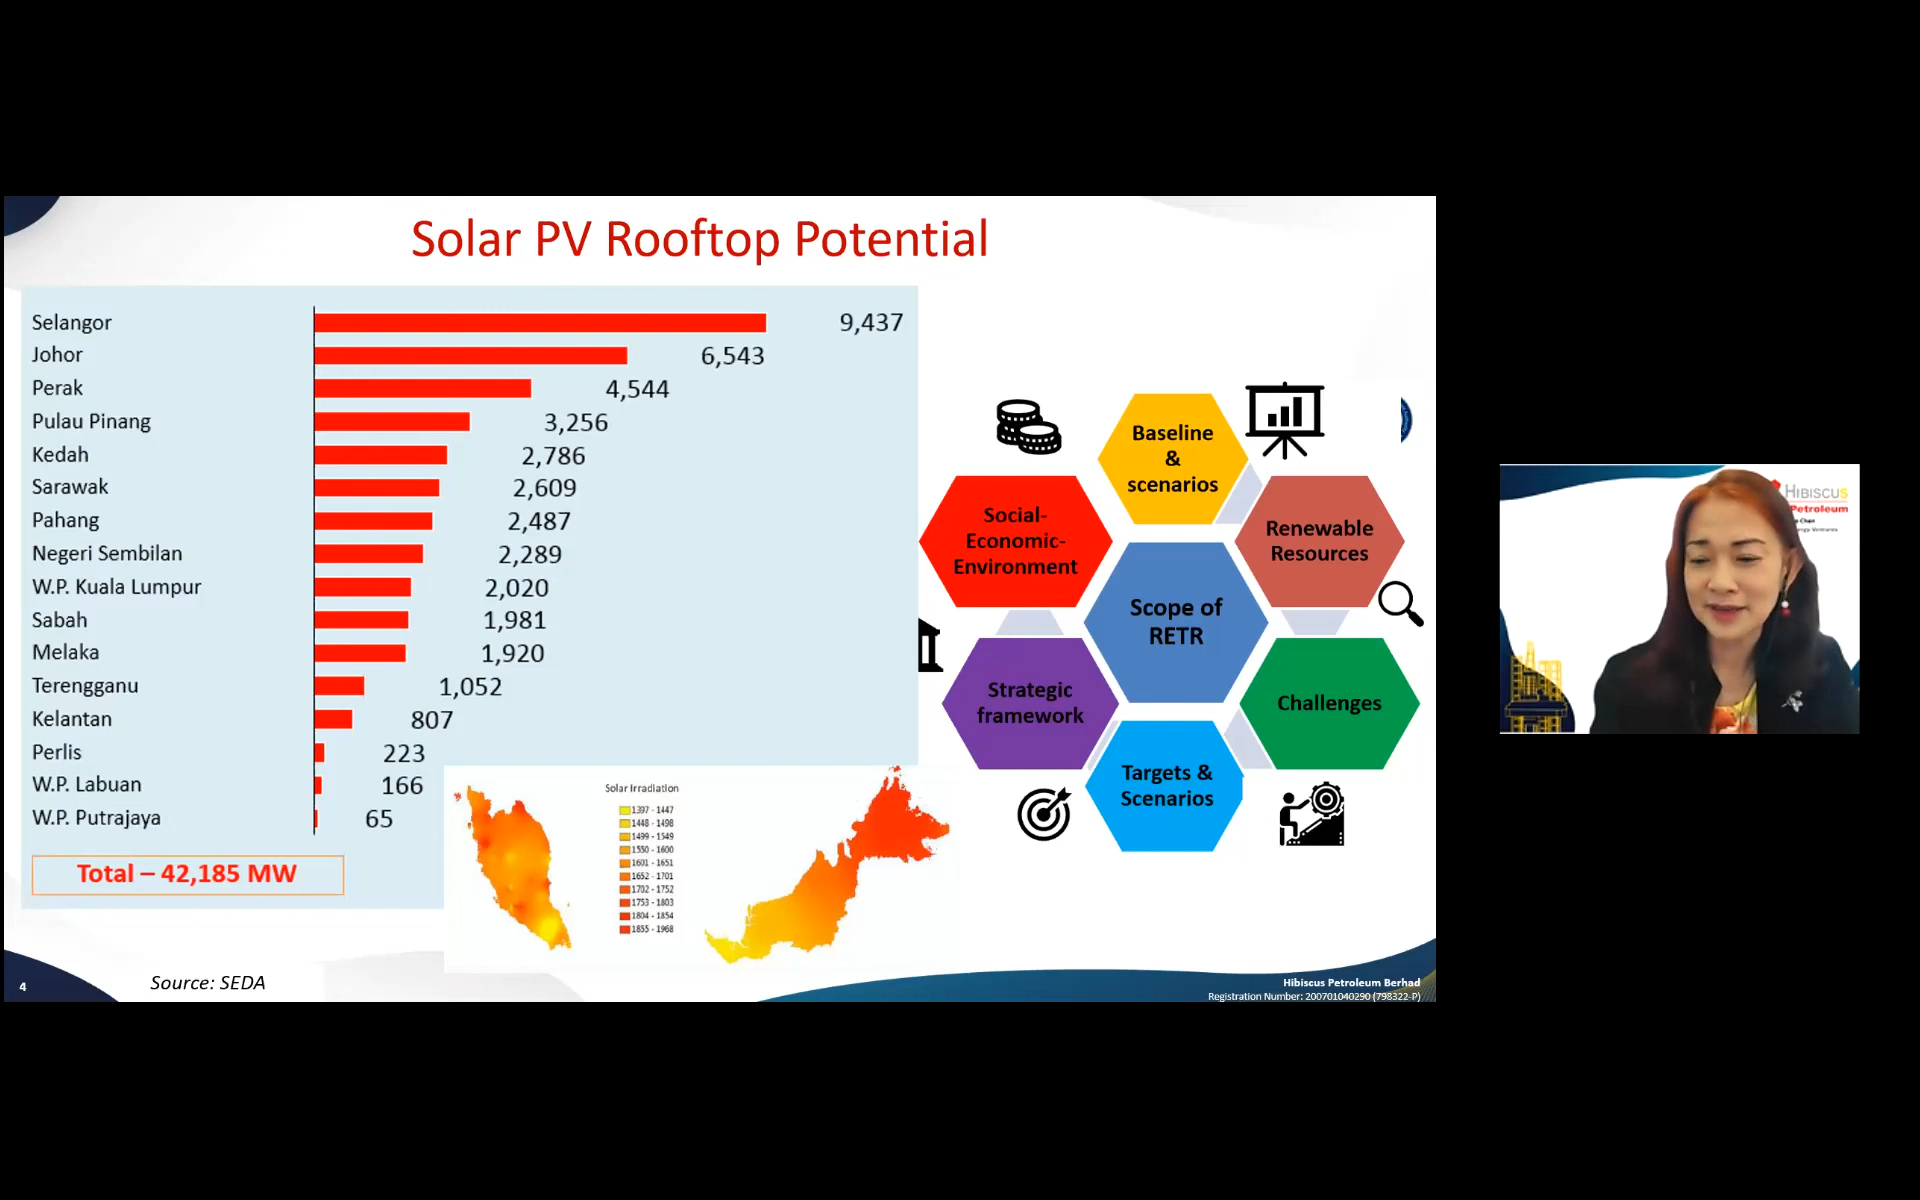 Solar PV Rooftop Potential
Selangor 9,437
Johor 6,543
Perak 4,544
Pulau Pinang 3,256
Kedah 2,786
Sarawak 2,609
Pahang 2,487
Negeri Sembilan 2,289
W.P. Kuala Lumpur 2,020
Sabah 1,981
Melaka 1,920
Terengganu 1,052
Kelantan 807
Perlis 223
W.P. Labuan 166
W.P. Putrajaya 65
Total – 42,185 MW
Solar Irradiation
1397 - 1447
1448 - 1498
1499 - 1549
1550 - 1600
1601 - 1651
1652 - 1701
1702 - 1752
1753 - 1803
1804 - 1854
1855 - 1968
Baseline
&
scenarios
Social-
Economic-
Environment
Renewable
Resources
Scope of
RETR
Strategic
framework
Challenges
Targets &
Scenarios
4
Source: SEDA
Hibiscus Petroleum Berhad
Registration Number: 200701040290 (798322-P)
HIBISCUS
Petroleum
Chan
Ventures